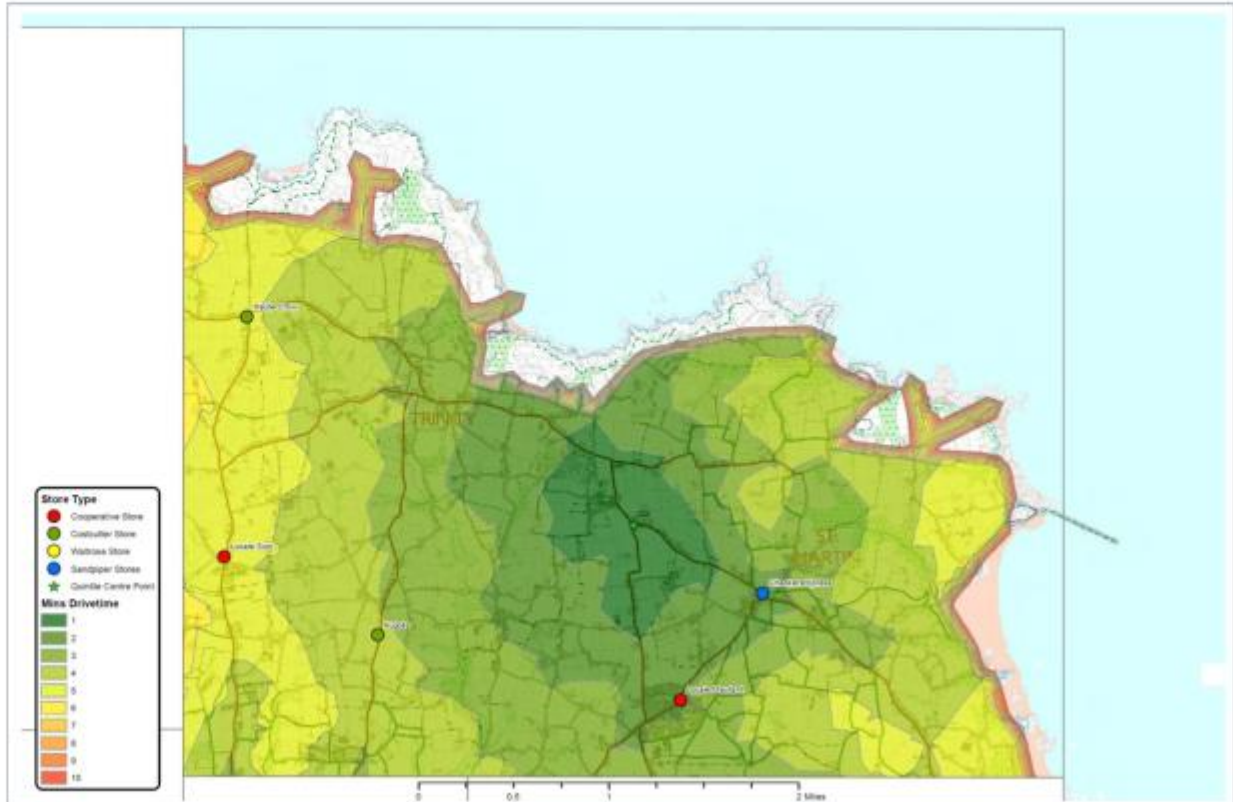 TRINITY
ST.
MARTIN
Store Type
Cooperative Store
Costcutter Store
Waitrose Store
Sandpiper Stores
Quintile Centre Point
Mins Drivetime
1
2
3
4
5
6
7
8
9
10
0
0.5
1
2 Miles